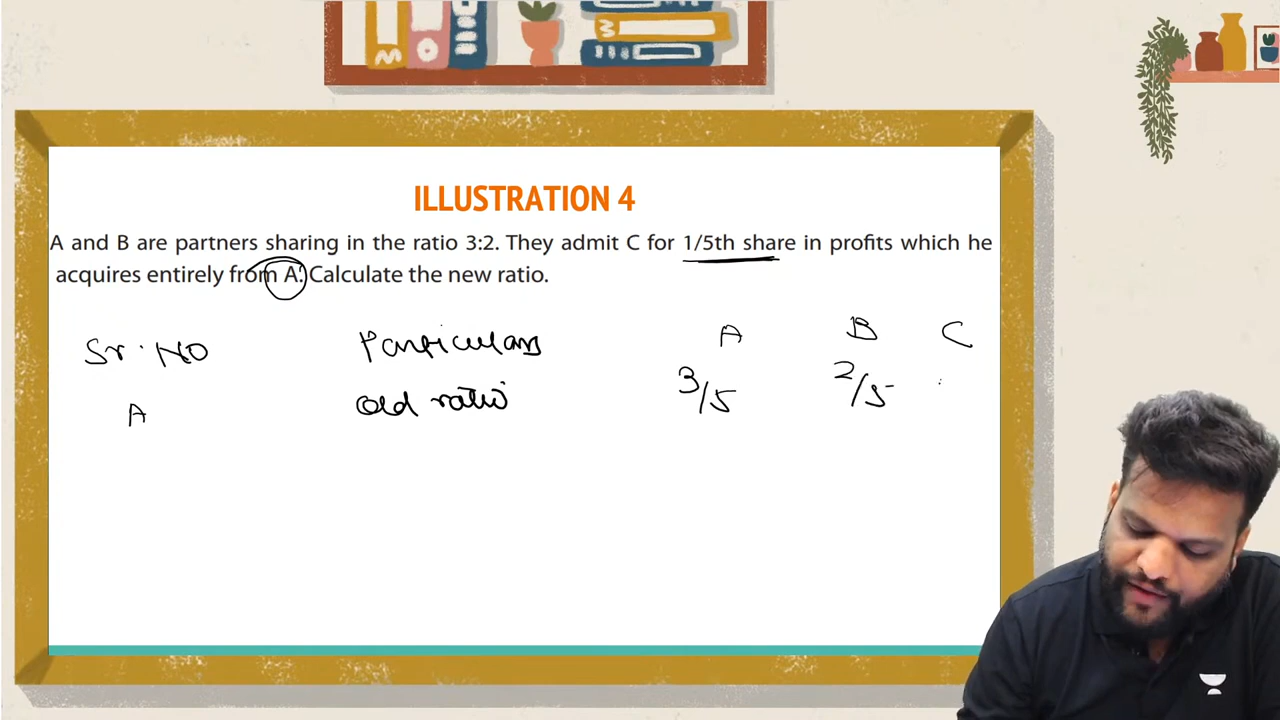 ILLUSTRATION 4
A and B are partners sharing in the ratio 3:2. They admit C for 1/5th share in profits which he
acquires entirely from A. Calculate the new ratio.
Sr. No Particulars A B C
A old ratio 3/5 2/5